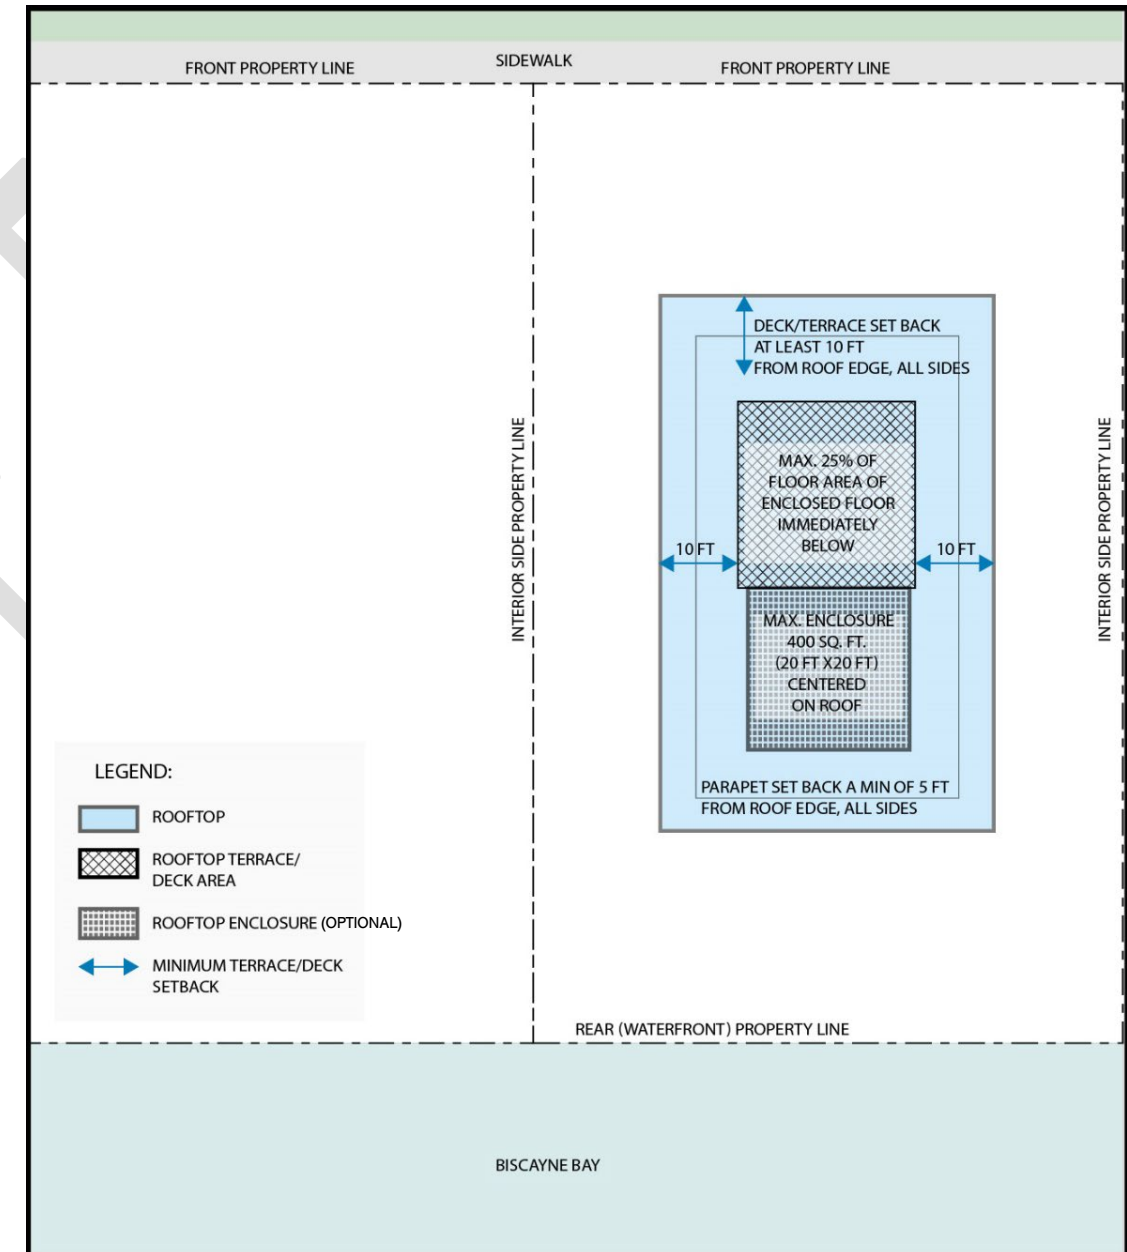 SIDEWALK
FRONT PROPERTY LINE
FRONT PROPERTY LINE
DECK/TERRACE SET BACK
AT LEAST 10 FT
FROM ROOF EDGE, ALL SIDES
INTERIOR SIDE PROPERTY LINE
INTERIOR SIDE PROPERTY LINE
MAX. 25% OF
FLOOR AREA OF
ENCLOSED FLOOR
IMMEDIATELY
BELOW
10 FT
10 FT
MAX. ENCLOSURE
400 SQ. FT.
(20 FT X20 FT)
CENTERED
ON ROOF
PARAPET SET BACK A MIN OF 5 FT
FROM ROOF EDGE, ALL SIDES
LEGEND:
ROOFTOP
ROOFTOP TERRACE/
DECK AREA
ROOFTOP ENCLOSURE (OPTIONAL)
MINIMUM TERRACE/DECK
SETBACK
REAR (WATERFRONT) PROPERTY LINE
BISCAYNE BAY